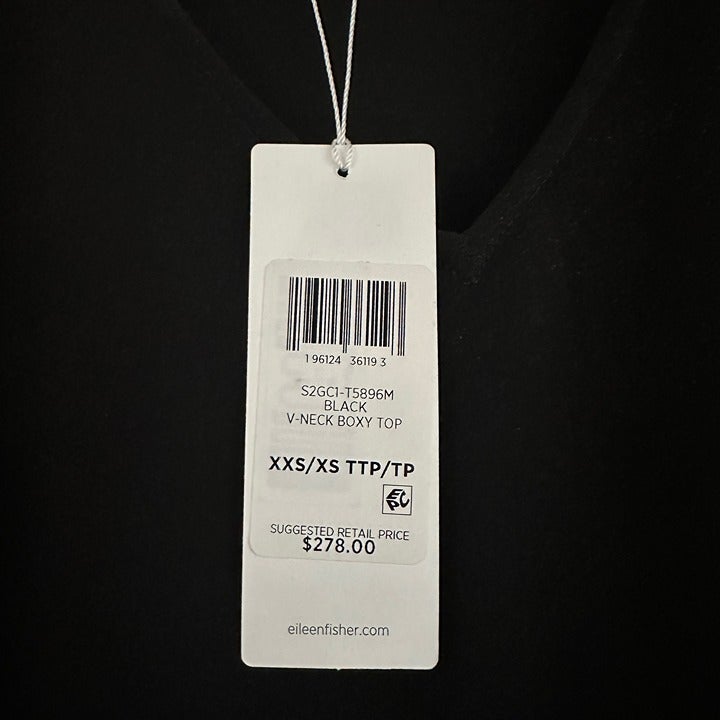 1 96124 36119 3
S2GC1-T5896M
BLACK
V-NECK BOXY TOP
XXS/XS TTP/TP
EPC
SUGGESTED RETAIL PRICE
$278.00
eileenfisher.com